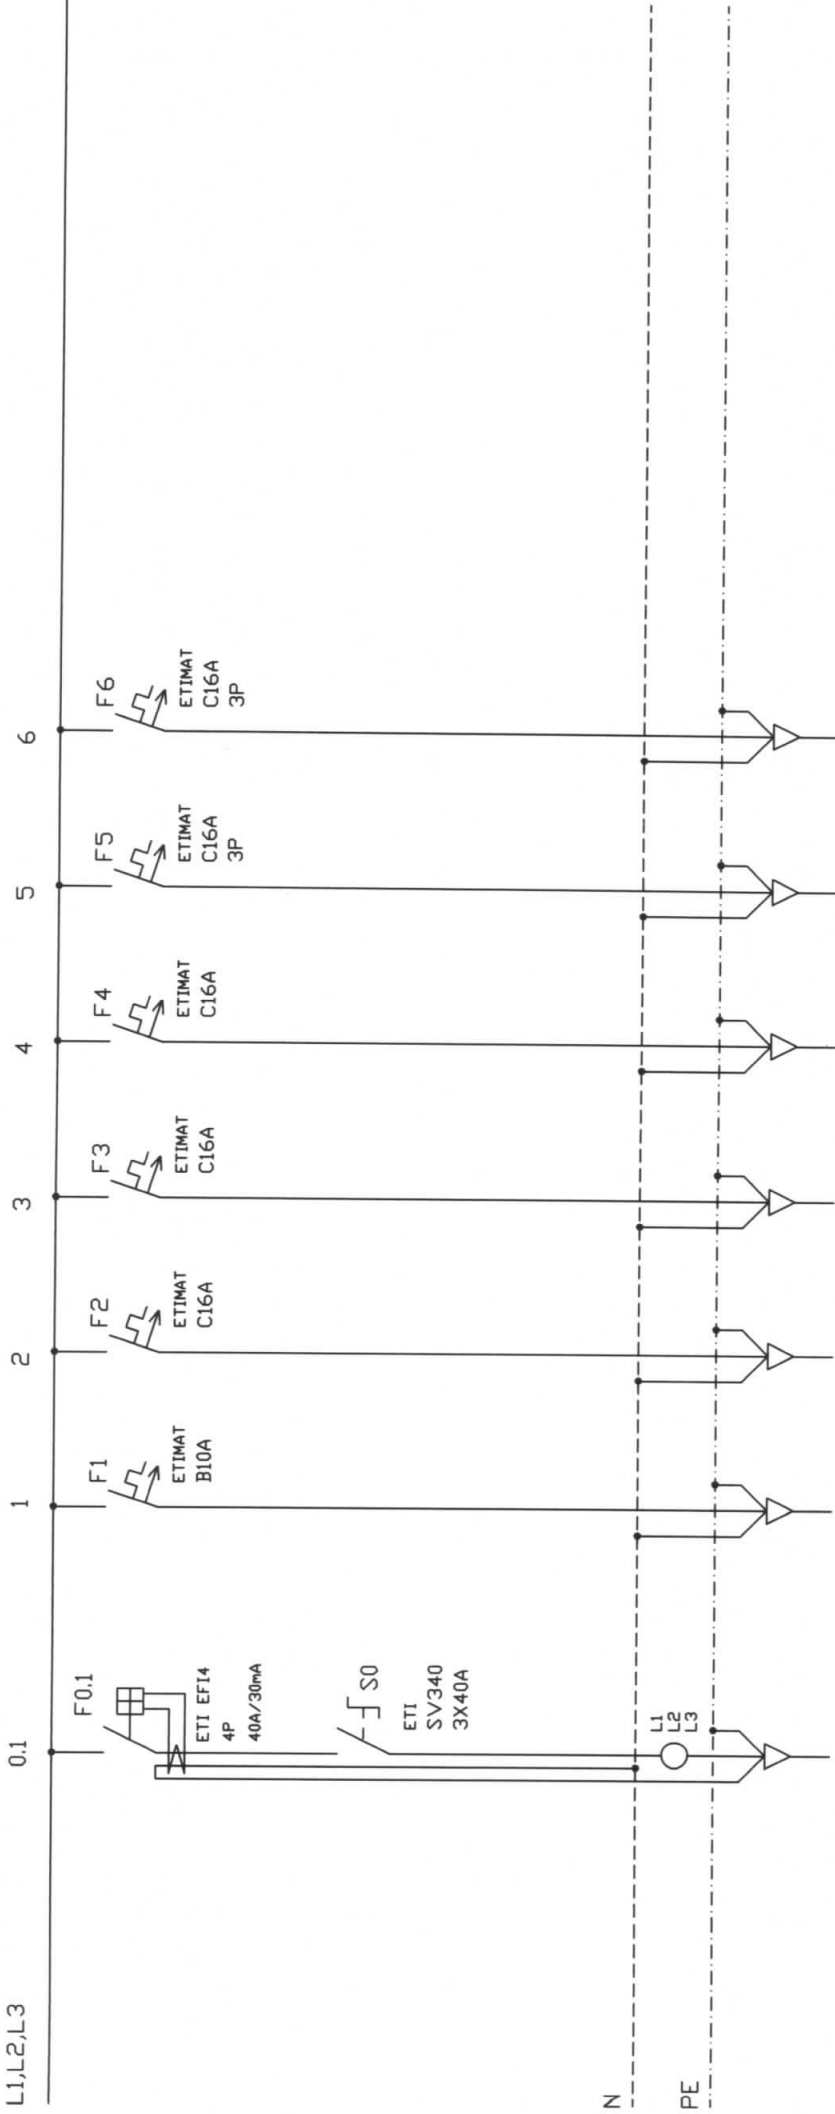 L1,L2,L3
0.1
1
2
3
4
5
6
F0.1
ETI EFI4
4P
40A/30mA
S0
ETI
SV340
3X40A
L1
L2
L3
F1
ETIMAT
B10A
F2
ETIMAT
C16A
F3
ETIMAT
C16A
F4
ETIMAT
C16A
F5
ETIMAT
C16A
3P
F6
ETIMAT
C16A
3P
N
PE